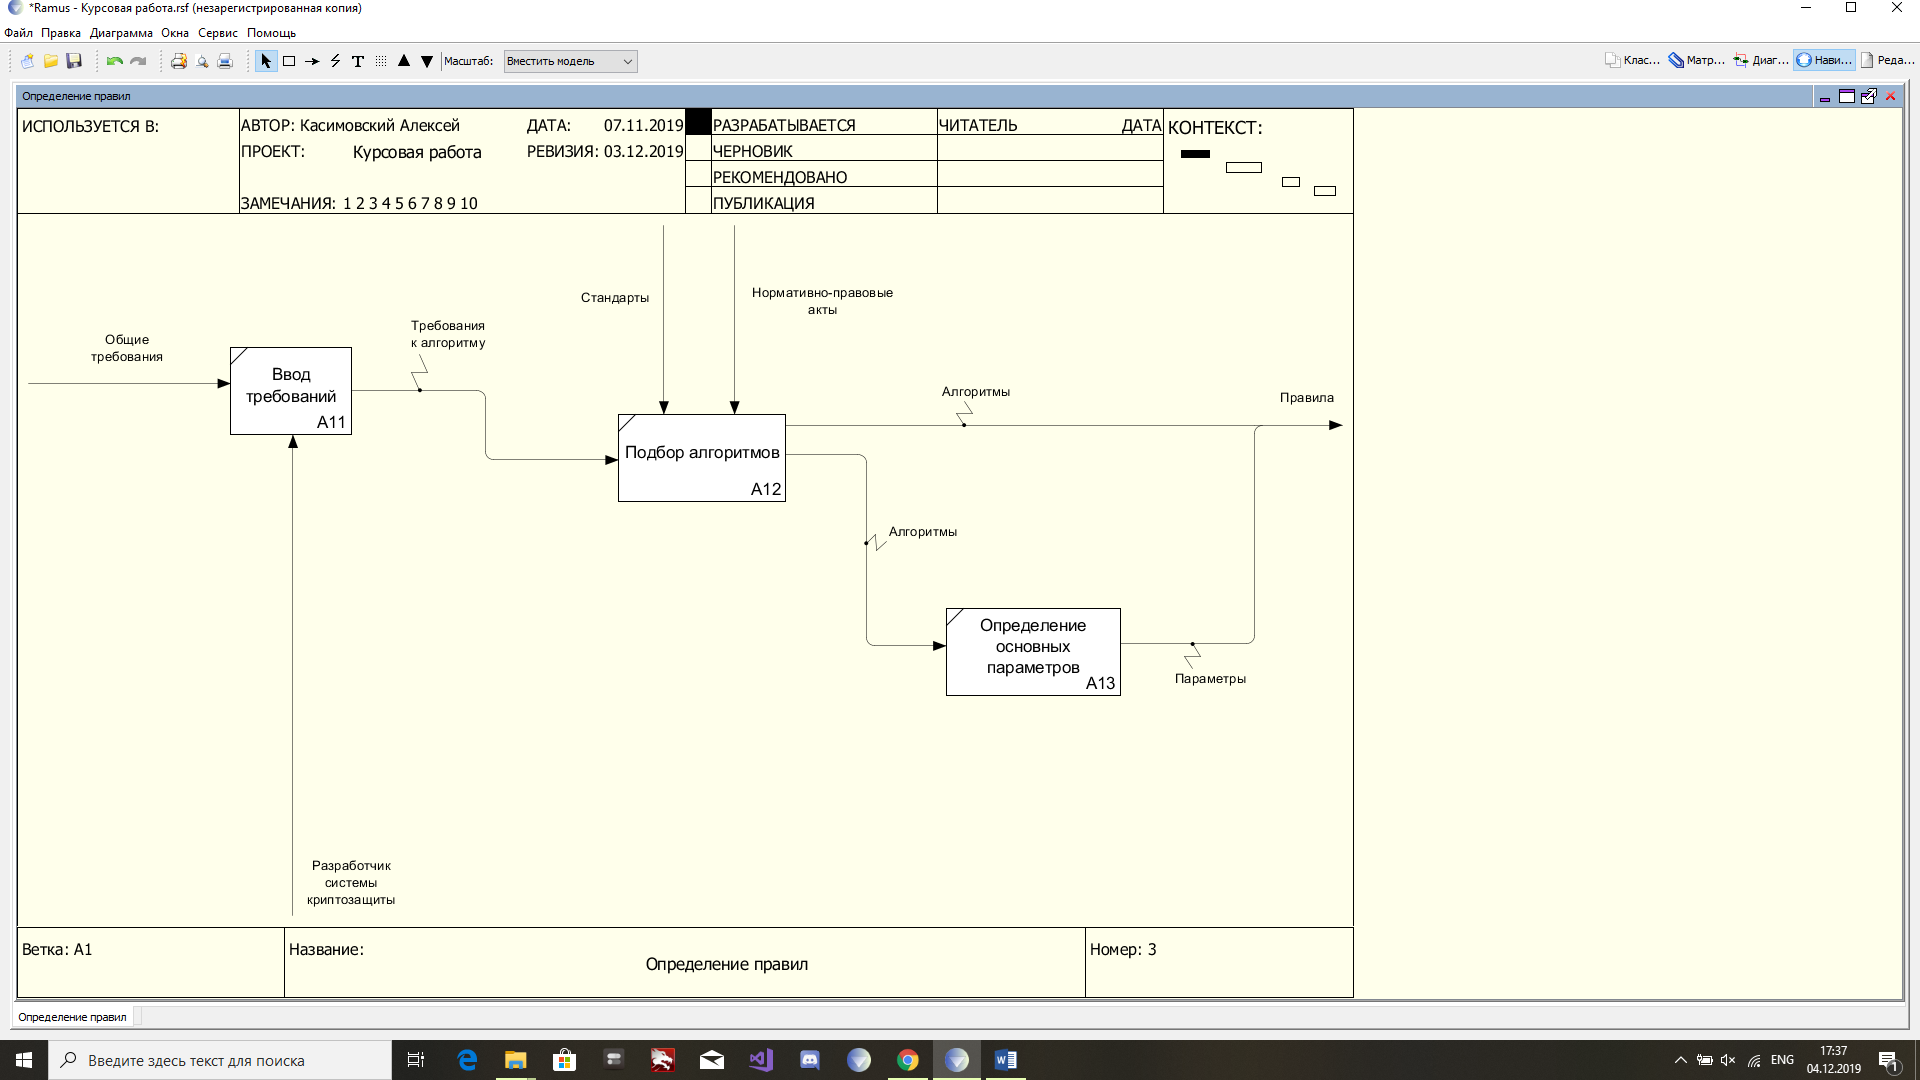 *Ramus - Курсовая работа.rsf (незарегистрированная копия)
Файл Правка Диаграмма Окна Сервис Помощь
Масштаб: Вместить модель
Клас... Матр... Диаг... Нави... Реда...
Определение правил
ИСПОЛЬЗУЕТСЯ В:
АВТОР: Касимовский Алексей ДАТА: 07.11.2019
ПРОЕКТ: Курсовая работа РЕВИЗИЯ: 03.12.2019
ЗАМЕЧАНИЯ: 1 2 3 4 5 6 7 8 9 10
РАЗРАБАТЫВАЕТСЯ
ЧЕРНОВИК
РЕКОМЕНДОВАНО
ПУБЛИКАЦИЯ
ЧИТАТЕЛЬ ДАТА
КОНТЕКСТ:
Стандарты
Нормативно-правовые
акты
Общие
требования
Требования
к алгоритму
Ввод
требований
A11
Алгоритмы
Правила
Подбор алгоритмов
A12
Алгоритмы
Определение
основных
параметров
A13
Параметры
Разработчик
системы
криптозащиты
Ветка: A1
Название:
Определение правил
Номер: 3
Определение правил
Введите здесь текст для поиска
ENG
17:37
04.12.2019
1